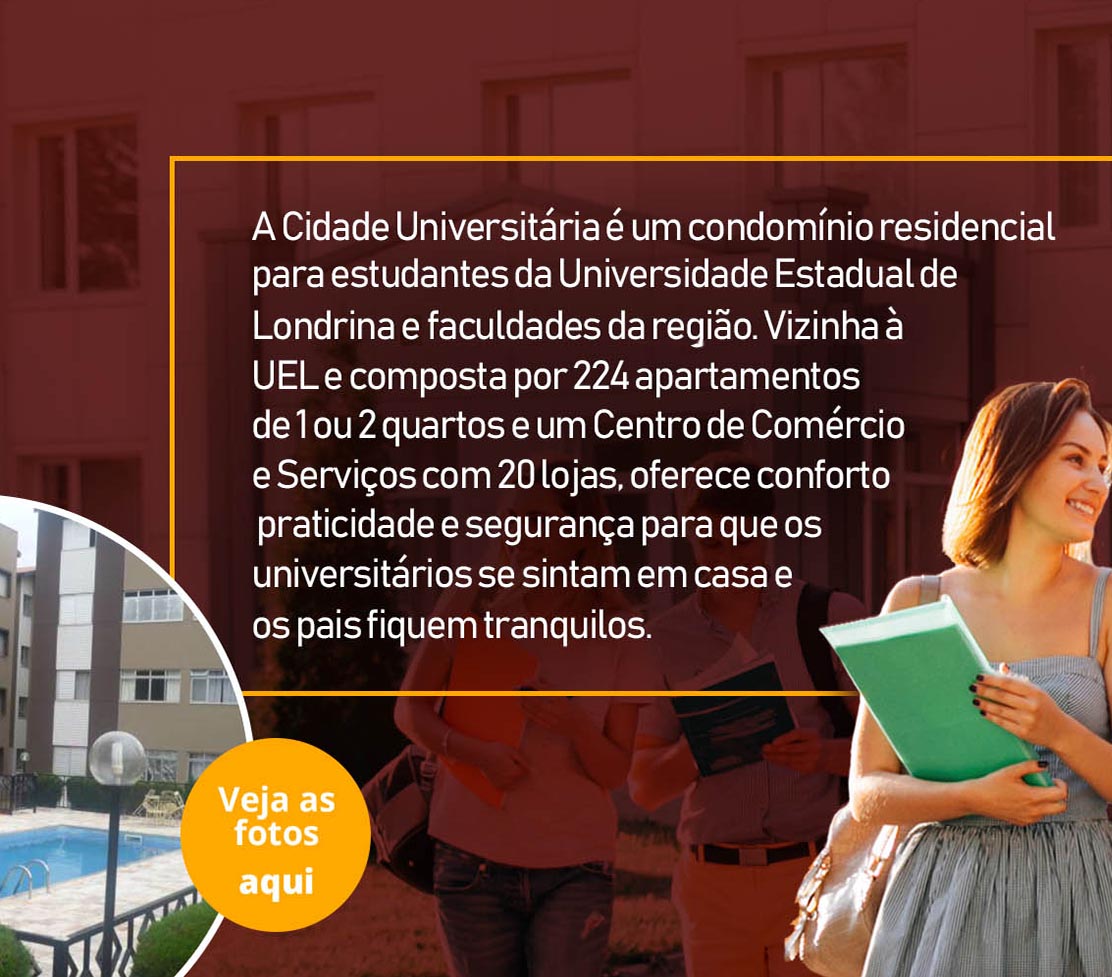 A Cidade Universitária é um condomínio residencial
para estudantes da Universidade Estadual de
Londrina e faculdades da região. Vizinha à
UEL e composta por 224 apartamentos
de 1 ou 2 quartos e um Centro de Comércio
e Serviços com 20 lojas, oferece conforto
praticidade e segurança para que os
universitários se sintam em casa e
os pais fiquem tranquilos.
Veja as
fotos
aqui